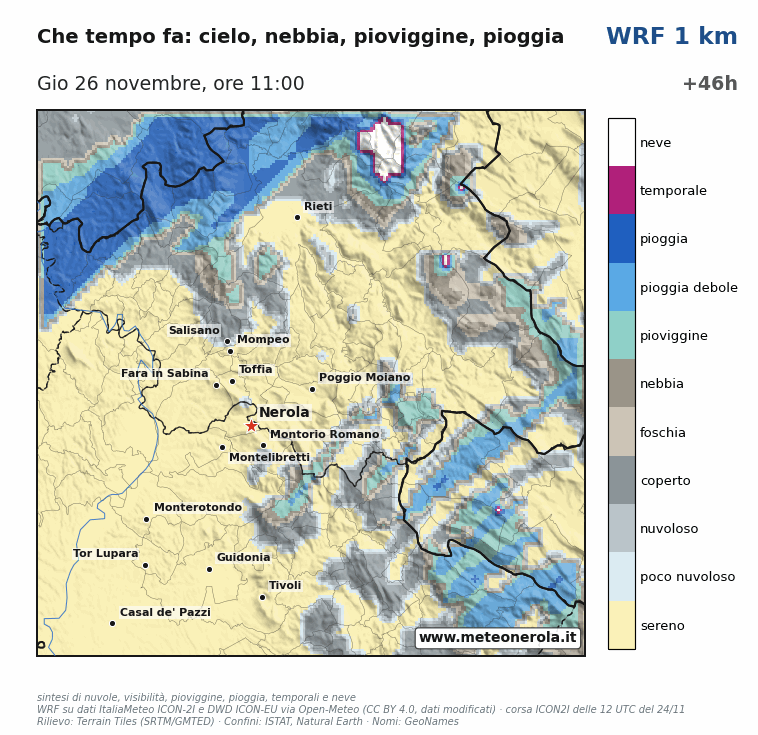 Che tempo fa: cielo, nebbia, pioviggine, pioggia
WRF 1 km
Gio 26 novembre, ore 11:00
+46h
neve
temporale
pioggia
pioggia debole
pioviggine
nebbia
foschia
coperto
nuvoloso
poco nuvoloso
sereno
Rieti
Salisano
Mompeo
Fara in Sabina
Toffia
Poggio Moiano
Nerola
Montorio Romano
Montelibretti
Monterotondo
Tor Lupara
Guidonia
Tivoli
Casal de' Pazzi
www.meteonerola.it
sintesi di nuvole, visibilità, pioviggine, pioggia, temporali e neve
WRF su dati ItaliaMeteo ICON-2I e DWD ICON-EU via Open-Meteo (CC BY 4.0, dati modificati) · corsa ICON2I delle 12 UTC del 24/11
Rilievo: Terrain Tiles (SRTM/GMTED) · Confini: ISTAT, Natural Earth · Nomi: GeoNames